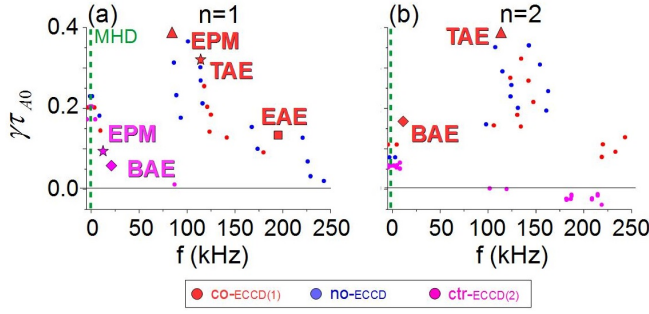 (a) n=1
(b) n=2
0.4
0.2
0.0
γτ_A0
MHD
EPM
TAE
EAE
EPM
BAE
TAE
BAE
0 50 100 150 200 250
0 50 100 150 200 250
f (kHz)
f (kHz)
co-ECCD(1) no-ECCD ctr-ECCD(2)